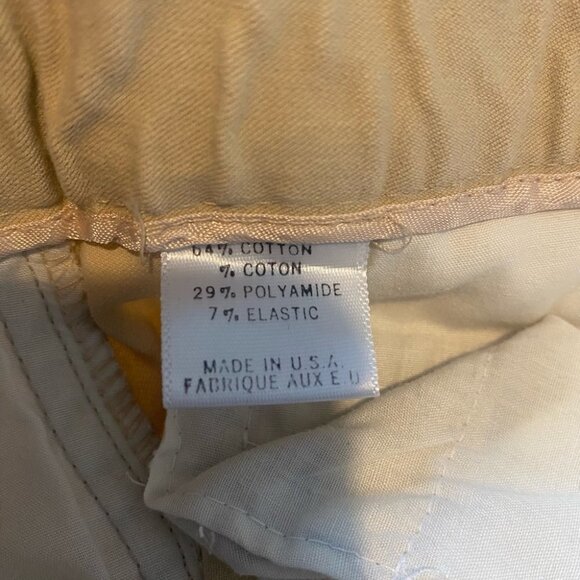 64% COTTON
% COTON
29% POLYAMIDE
7% ELASTIC
MADE IN U.S.A.
FABRIQUE AUX E.U